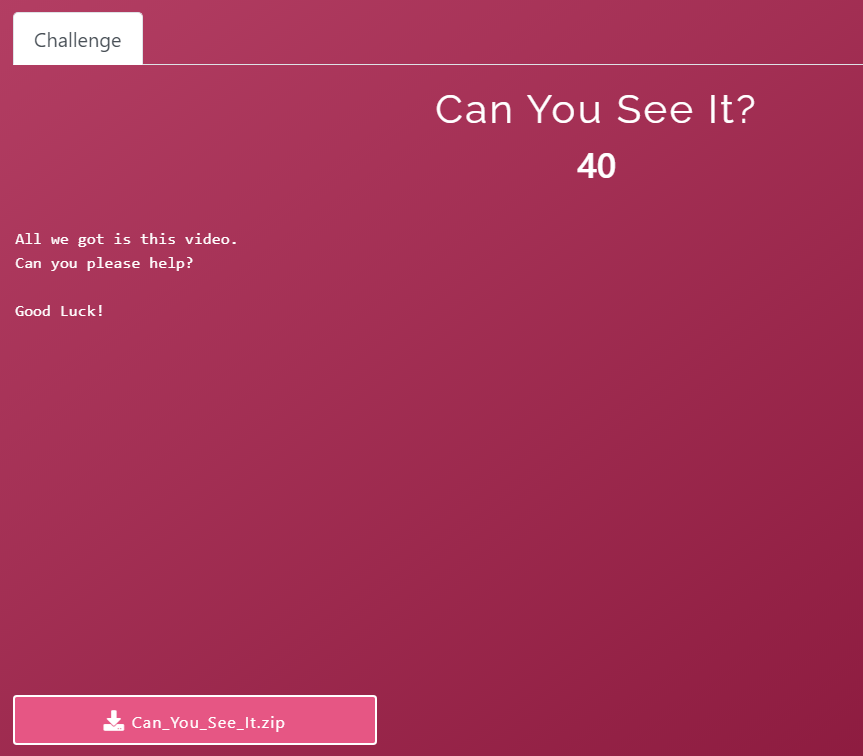 Challenge
Can You See It?
40
All we got is this video.
Can you please help?
Good Luck!
Can_You_See_It.zip